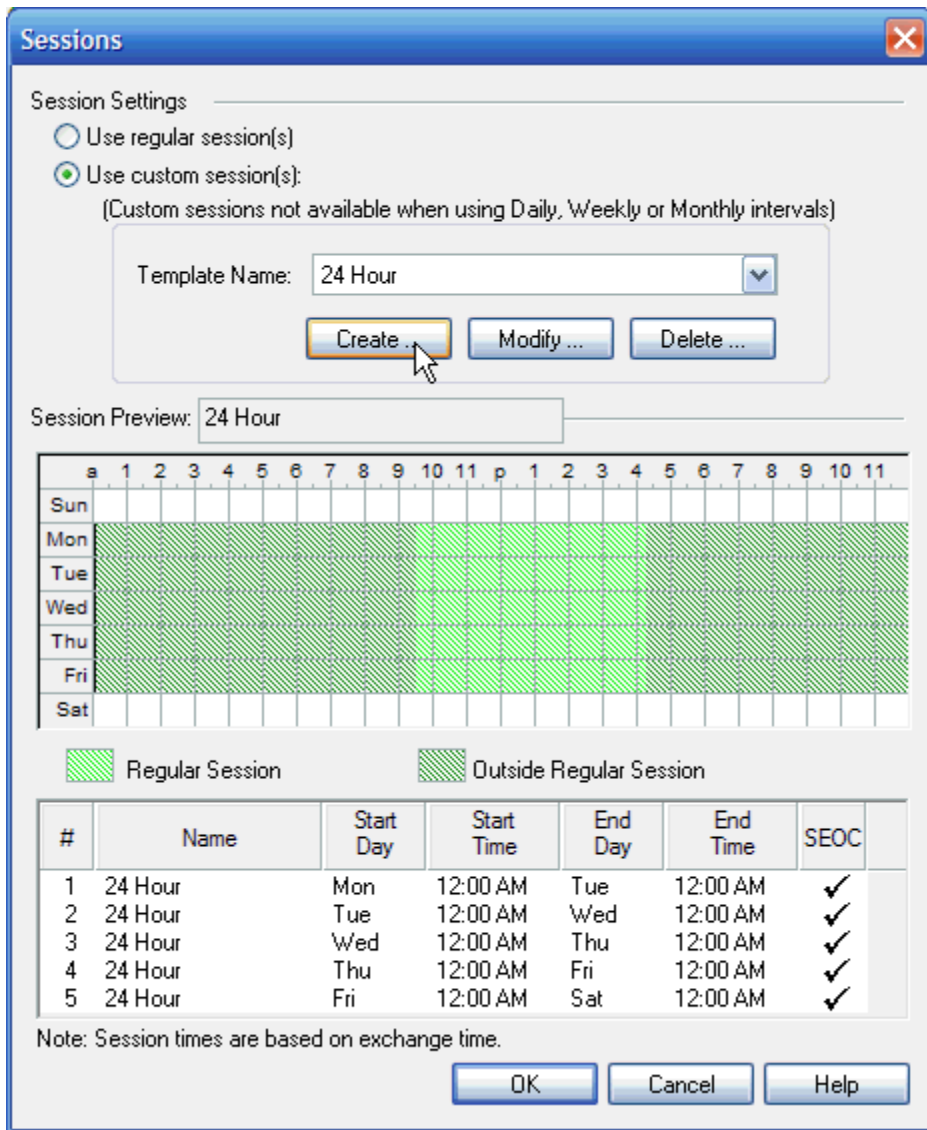 Sessions
Session Settings
Use regular session(s)
Use custom session(s):
(Custom sessions not available when using Daily, Weekly or Monthly intervals)
Template Name: 24 Hour
Create ... Modify ... Delete ...
Session Preview: 24 Hour
a 1 2 3 4 5 6 7 8 9 10 11 p 1 2 3 4 5 6 7 8 9 10 11
Sun
Mon
Tue
Wed
Thu
Fri
Sat
Regular Session Outside Regular Session
# Name Start Day Start Time End Day End Time SEOC
1 24 Hour Mon 12:00 AM Tue 12:00 AM ✓
2 24 Hour Tue 12:00 AM Wed 12:00 AM ✓
3 24 Hour Wed 12:00 AM Thu 12:00 AM ✓
4 24 Hour Thu 12:00 AM Fri 12:00 AM ✓
5 24 Hour Fri 12:00 AM Sat 12:00 AM ✓
Note: Session times are based on exchange time.
OK Cancel Help